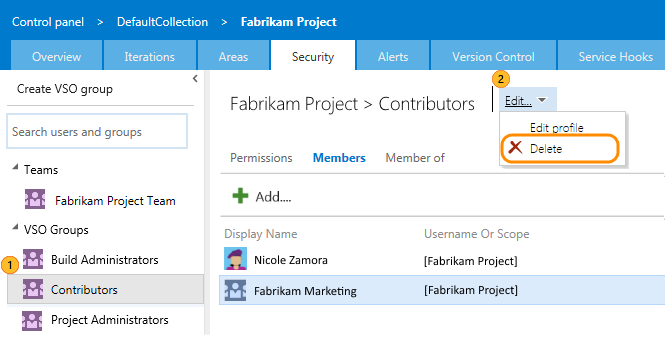 Control panel > DefaultCollection > Fabrikam Project
Overview Iterations Areas Security Alerts Version Control Service Hooks
Create VSO group
Search users and groups
Teams
Fabrikam Project Team
VSO Groups
Build Administrators
1
Contributors
Project Administrators
2
Fabrikam Project > Contributors Edit...
Edit profile
Delete
Permissions Members Member of
Add....
Display Name Username Or Scope
Nicole Zamora [Fabrikam Project]
Fabrikam Marketing [Fabrikam Project]